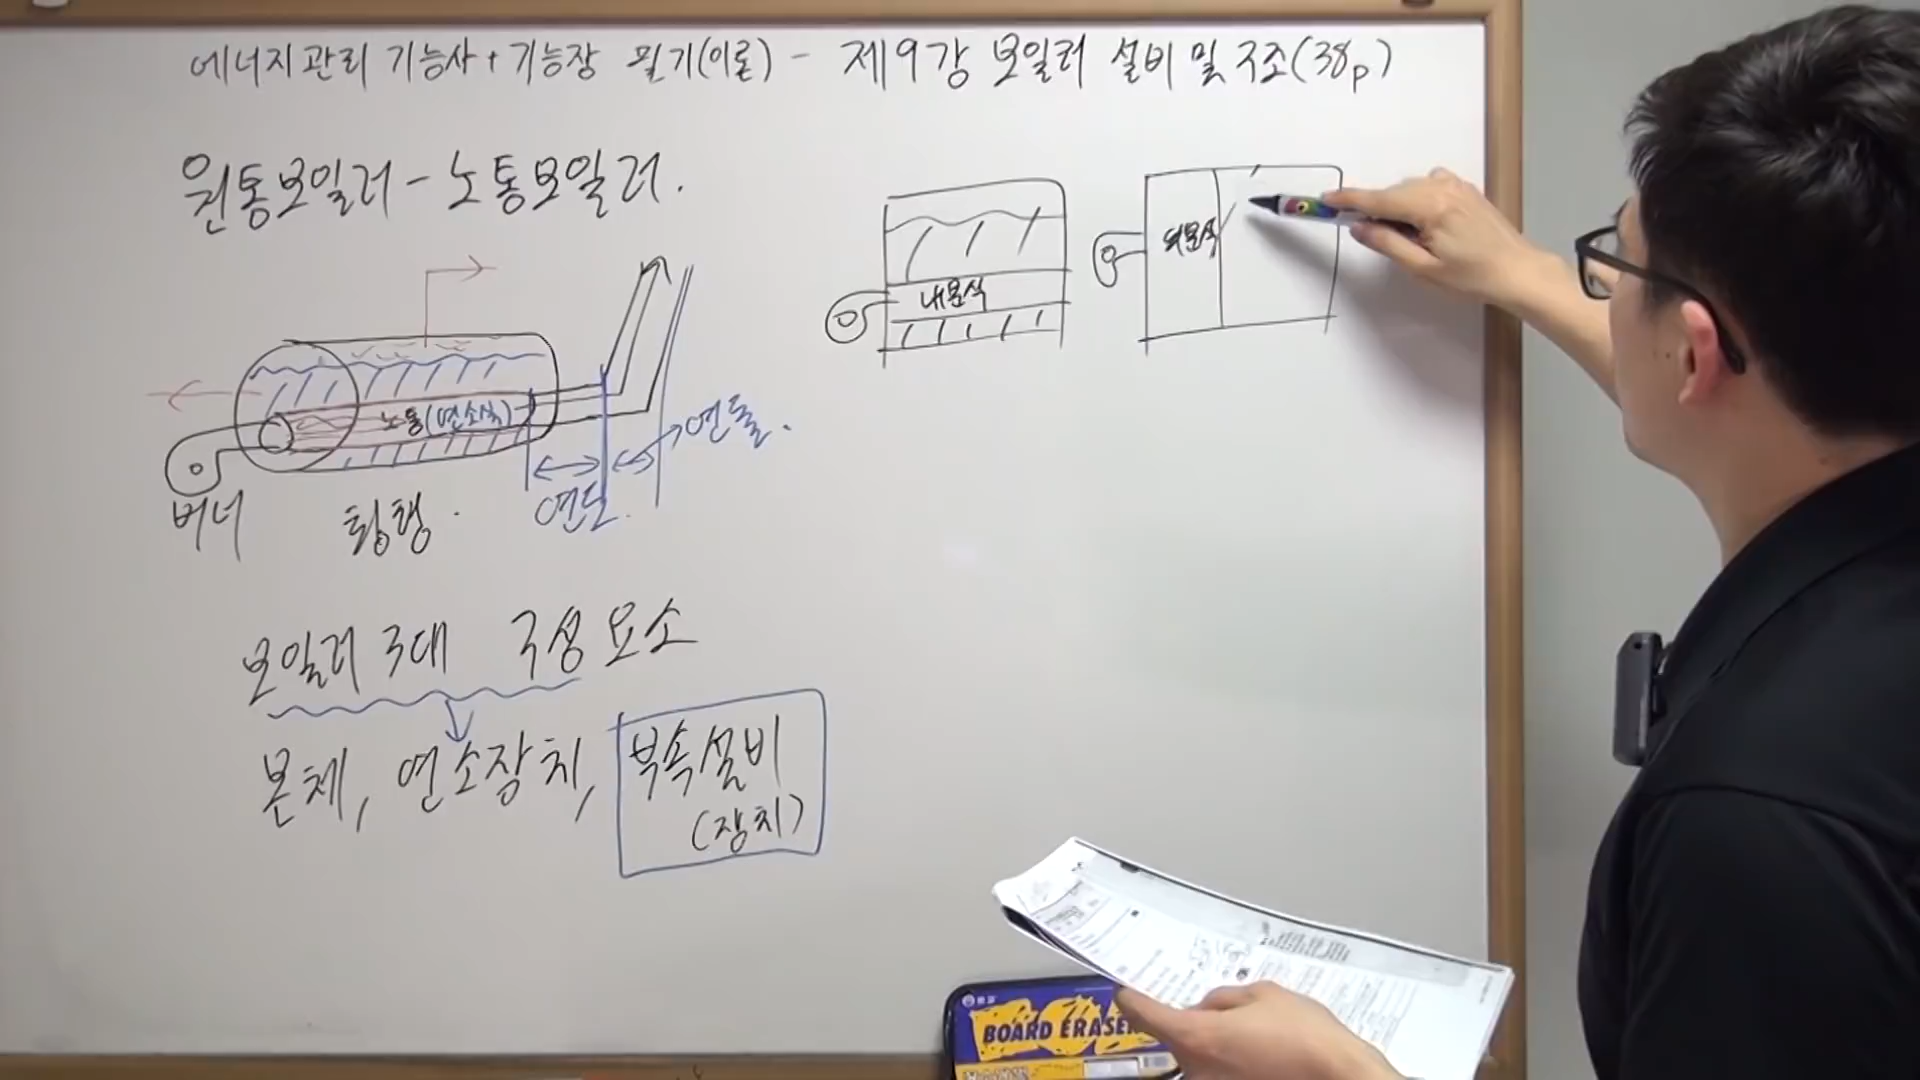 에너지관리 기능사+기능장 필기(이론) - 제9강 보일러 설비 및 구조(38p)
원통보일러 - 노통보일러.
내분식
외분식
노통(연소실)
연돌.
버너
횡형.
연도.
보일러 3대 구성요소
본체, 연소장치, 부속설비
(장치)
BOARD ERASER